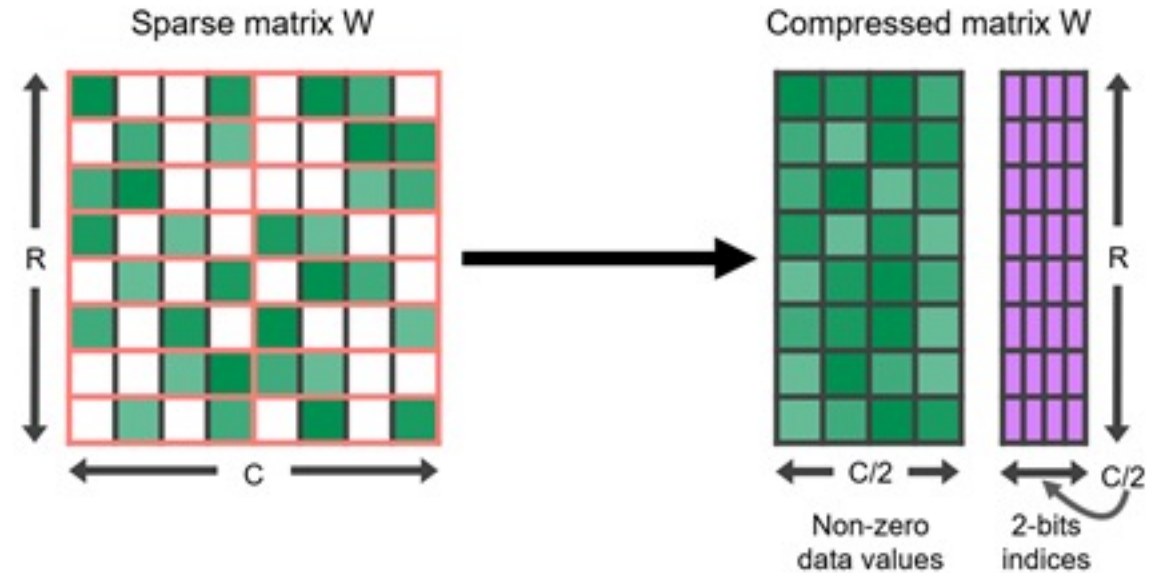 Sparse matrix W
Compressed matrix W
R
R
C
C/2
C/2
Non-zero
data values
2-bits
indices